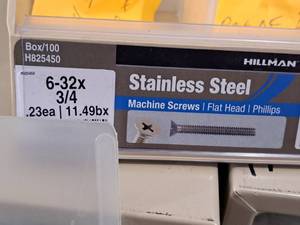 Box/100
H825450
HILLMAN
6-32x
3/4
.23ea | 11.49bx
Stainless Steel
Machine Screws | Flat Head | Phillips